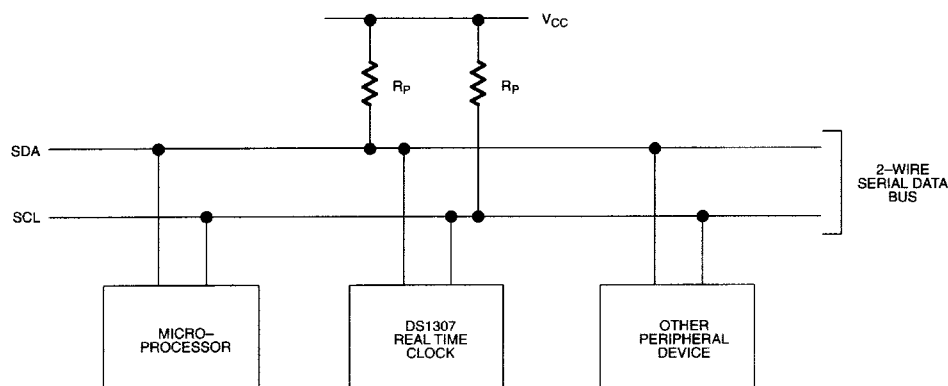 VCC
RP
RP
SDA
SCL
2–WIRE
SERIAL DATA
BUS
MICRO–
PROCESSOR
DS1307
REAL TIME
CLOCK
OTHER
PERIPHERAL
DEVICE